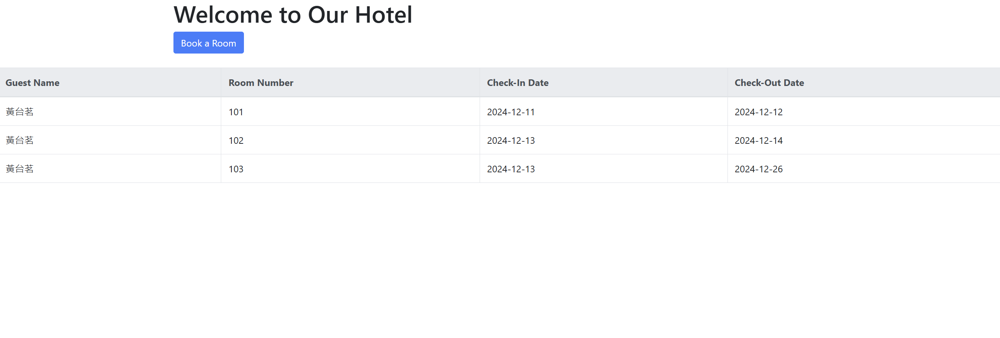 Welcome to Our Hotel
Book a Room
Guest Name Room Number Check-In Date Check-Out Date
黃台茗 101 2024-12-11 2024-12-12
黃台茗 102 2024-12-13 2024-12-14
黃台茗 103 2024-12-13 2024-12-26